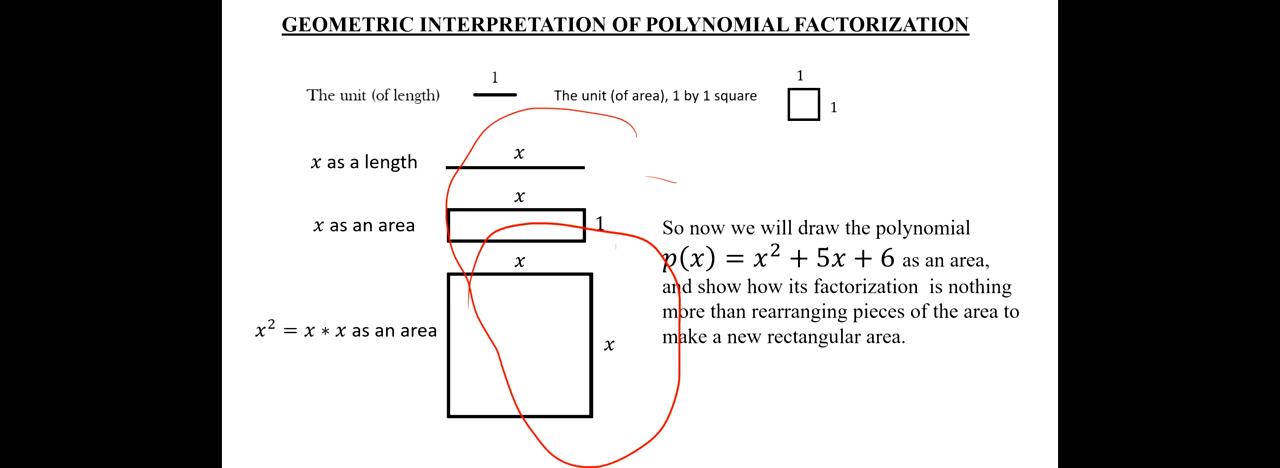 GEOMETRIC INTERPRETATION OF POLYNOMIAL FACTORIZATION
The unit (of length)
1
The unit (of area), 1 by 1 square
1
1
x as a length
x
x as an area
x
1
x² = x * x as an area
x
x
So now we will draw the polynomial
p(x) = x² + 5x + 6 as an area,
and show how its factorization is nothing
more than rearranging pieces of the area to
make a new rectangular area.